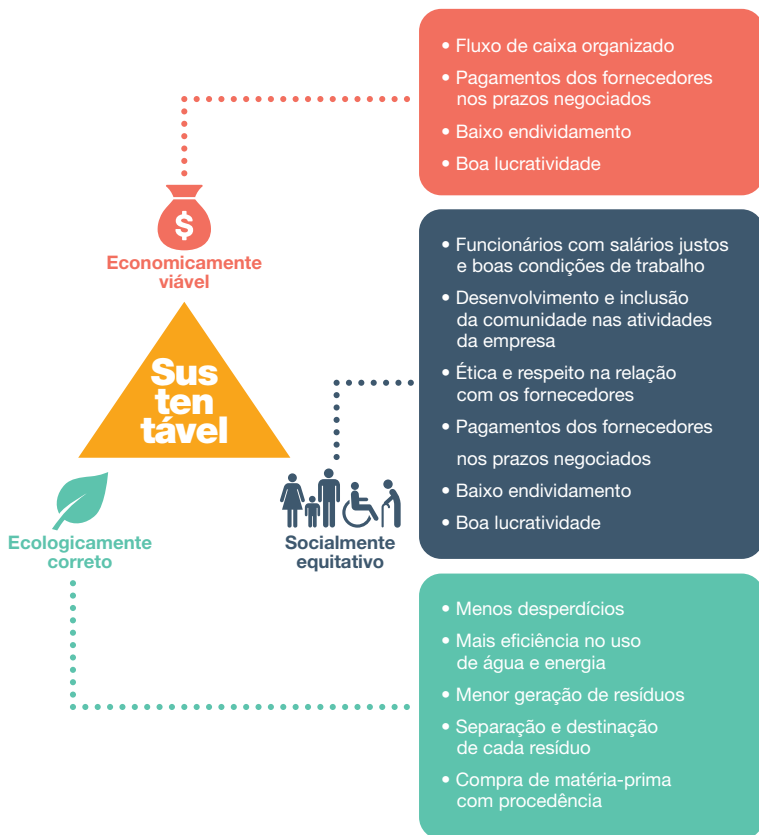 • Fluxo de caixa organizado
• Pagamentos dos fornecedores
nos prazos negociados
• Baixo endividamento
• Boa lucratividade
$
Economicamente
viável
• Funcionários com salários justos
e boas condições de trabalho
• Desenvolvimento e inclusão
da comunidade nas atividades
da empresa
• Ética e respeito na relação
com os fornecedores
• Pagamentos dos fornecedores
nos prazos negociados
• Baixo endividamento
• Boa lucratividade
Sus
ten
tável
Ecologicamente
correto
Socialmente
equitativo
• Menos desperdícios
• Mais eficiência no uso
de água e energia
• Menor geração de resíduos
• Separação e destinação
de cada resíduo
• Compra de matéria-prima
com procedência